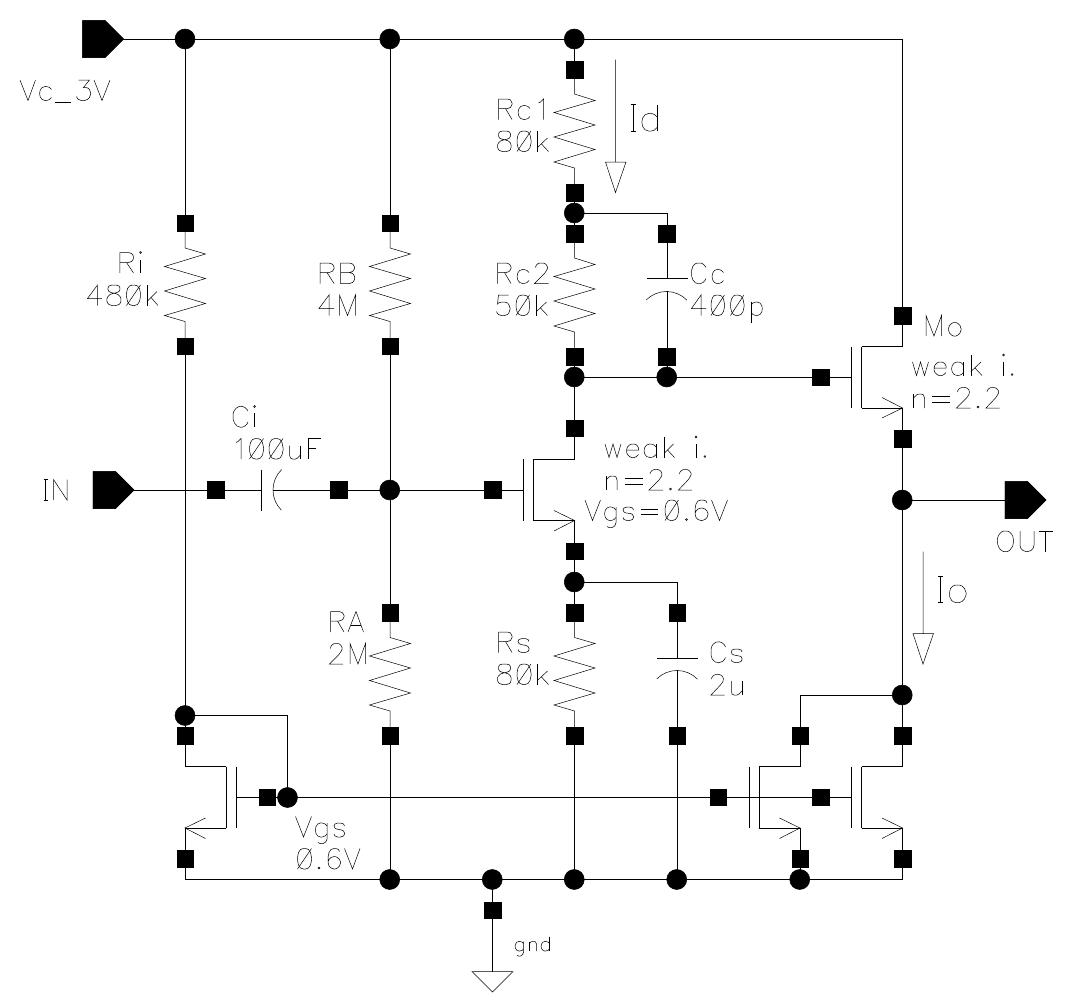 Vc_3V
Rc1
80k
Id
Ri
480k
RB
4M
Rc2
50k
Cc
400p
Mo
weak i.
n=2.2
Ci
100uF
IN
weak i.
n=2.2
Vgs=0.6V
OUT
Io
RA
2M
Rs
80k
Cs
2u
Vgs
0.6V
gnd